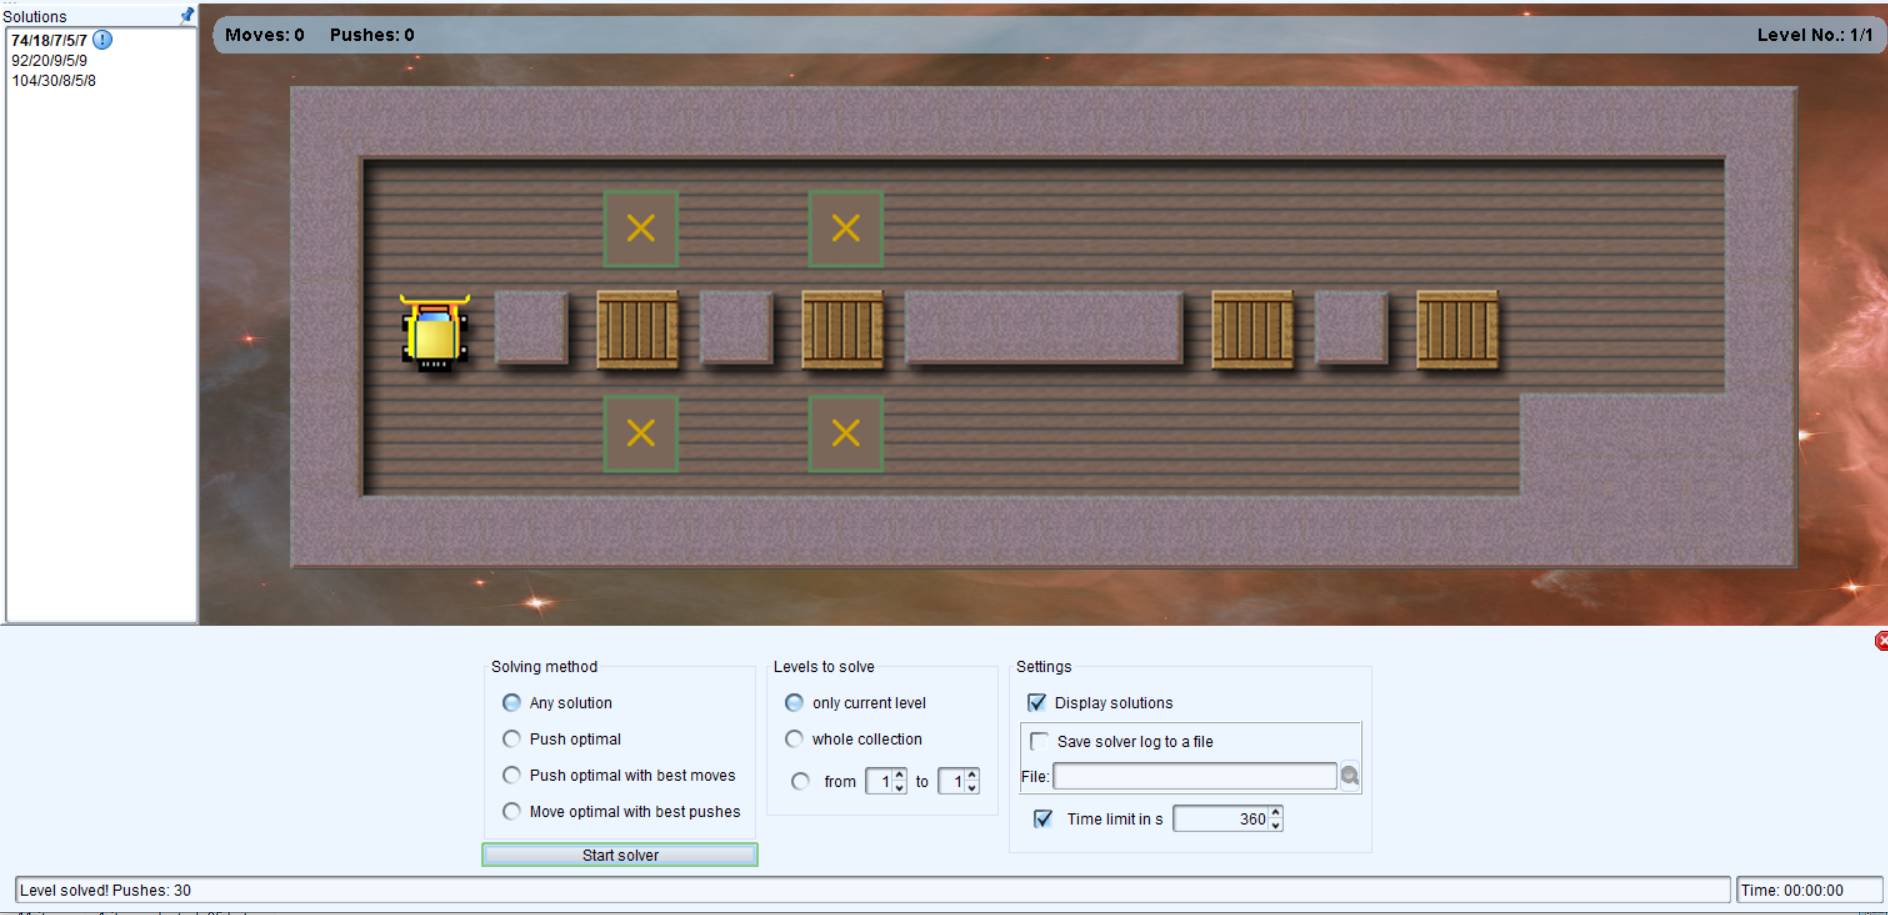 Solutions
74/18/7/5/7
92/20/9/5/9
104/30/8/5/8
Moves: 0 Pushes: 0 Level No.: 1/1
Solving method
Any solution
Push optimal
Push optimal with best moves
Move optimal with best pushes
Start solver
Levels to solve
only current level
whole collection
from 1 to 1
Settings
Display solutions
Save solver log to a file
File:
Time limit in s 360
Level solved! Pushes: 30
Time: 00:00:00